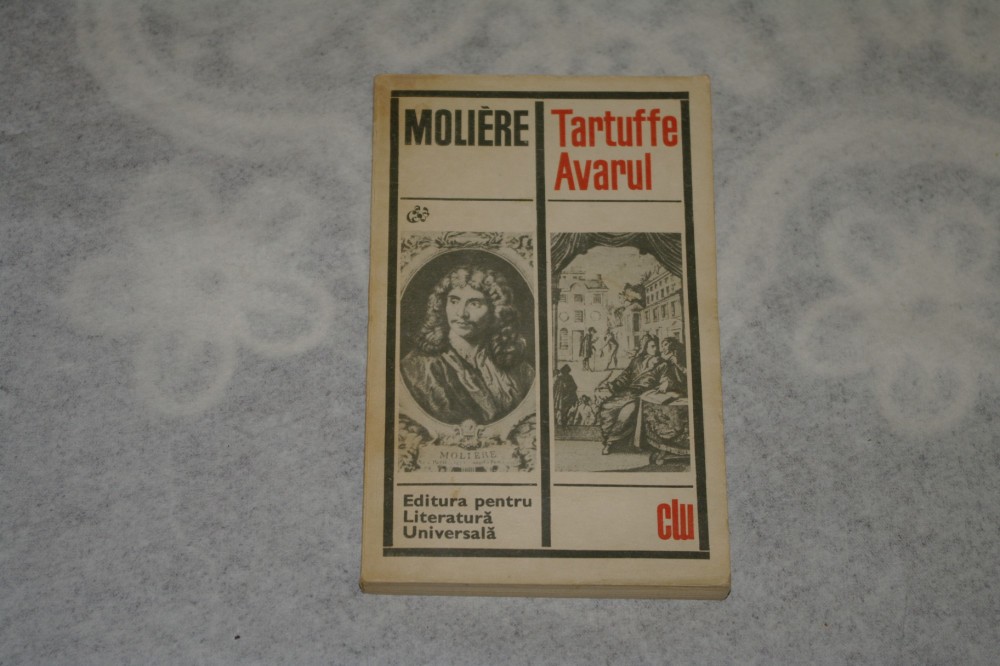 MOLIÈRE
Tartuffe
Avarul
MOLIERE
Editura pentru
Literatură
Universală
clu